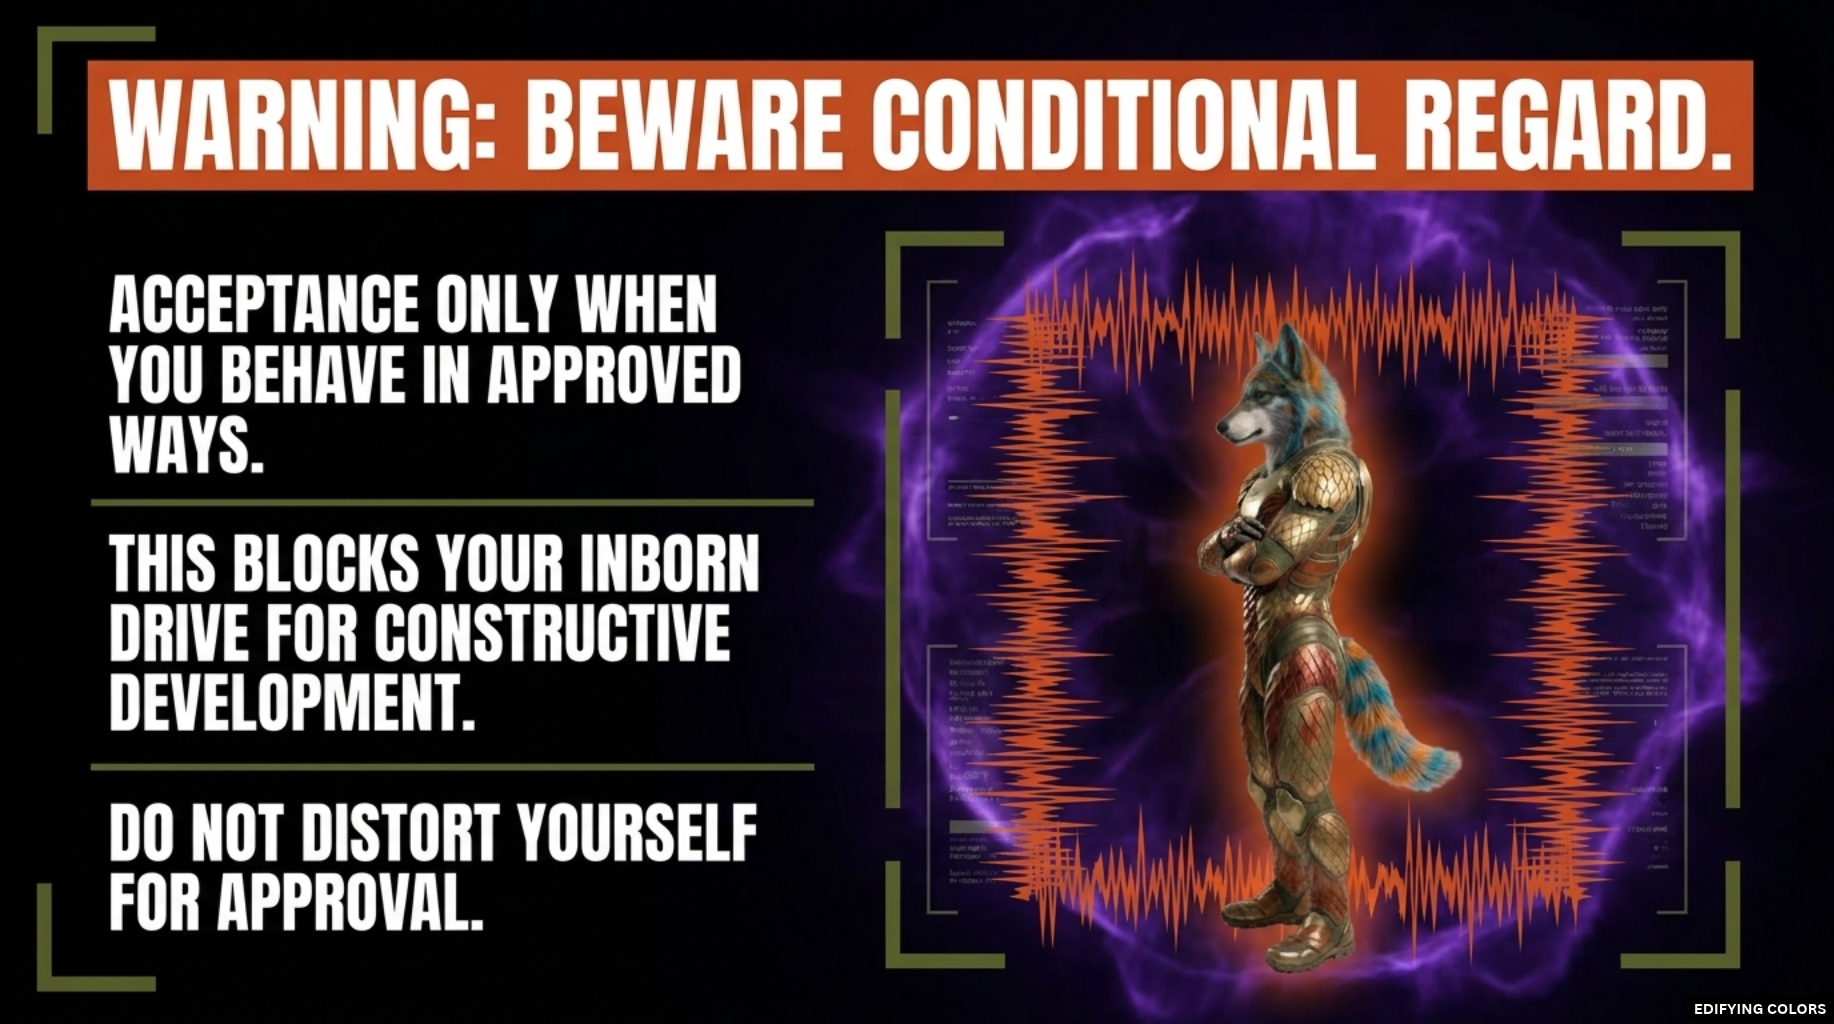 WARNING: BEWARE CONDITIONAL REGARD.
ACCEPTANCE ONLY WHEN
YOU BEHAVE IN APPROVED
WAYS.
THIS BLOCKS YOUR INBORN
DRIVE FOR CONSTRUCTIVE
DEVELOPMENT.
DO NOT DISTORT YOURSELF
FOR APPROVAL.
EDIFYING COLORS